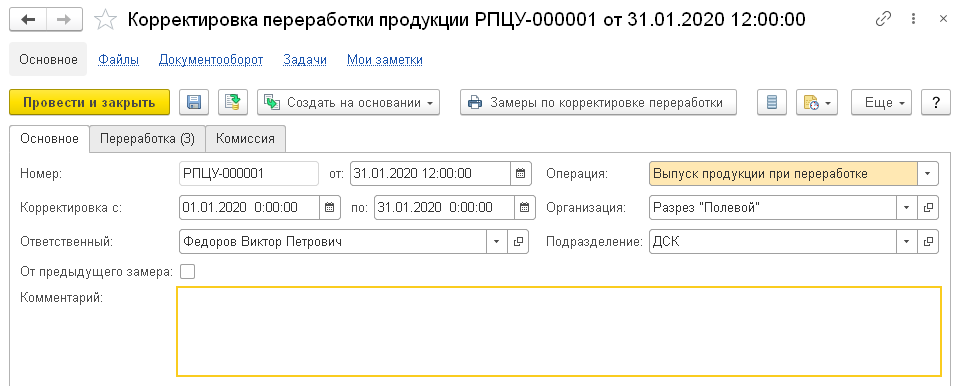 Корректировка переработки продукции РПЦУ-000001 от 31.01.2020 12:00:00
Основное Файлы Документооборот Задачи Мои заметки
Провести и закрыть Создать на основании Замеры по корректировке переработки Еще ?
Основное Переработка (3) Комиссия
Номер: РПЦУ-000001 от: 31.01.2020 12:00:00 Операция: Выпуск продукции при переработке
Корректировка с: 01.01.2020 0:00:00 по: 31.01.2020 0:00:00 Организация: Разрез "Полевой"
Ответственный: Федоров Виктор Петрович Подразделение: ДСК
От предыдущего замера:
Комментарий: